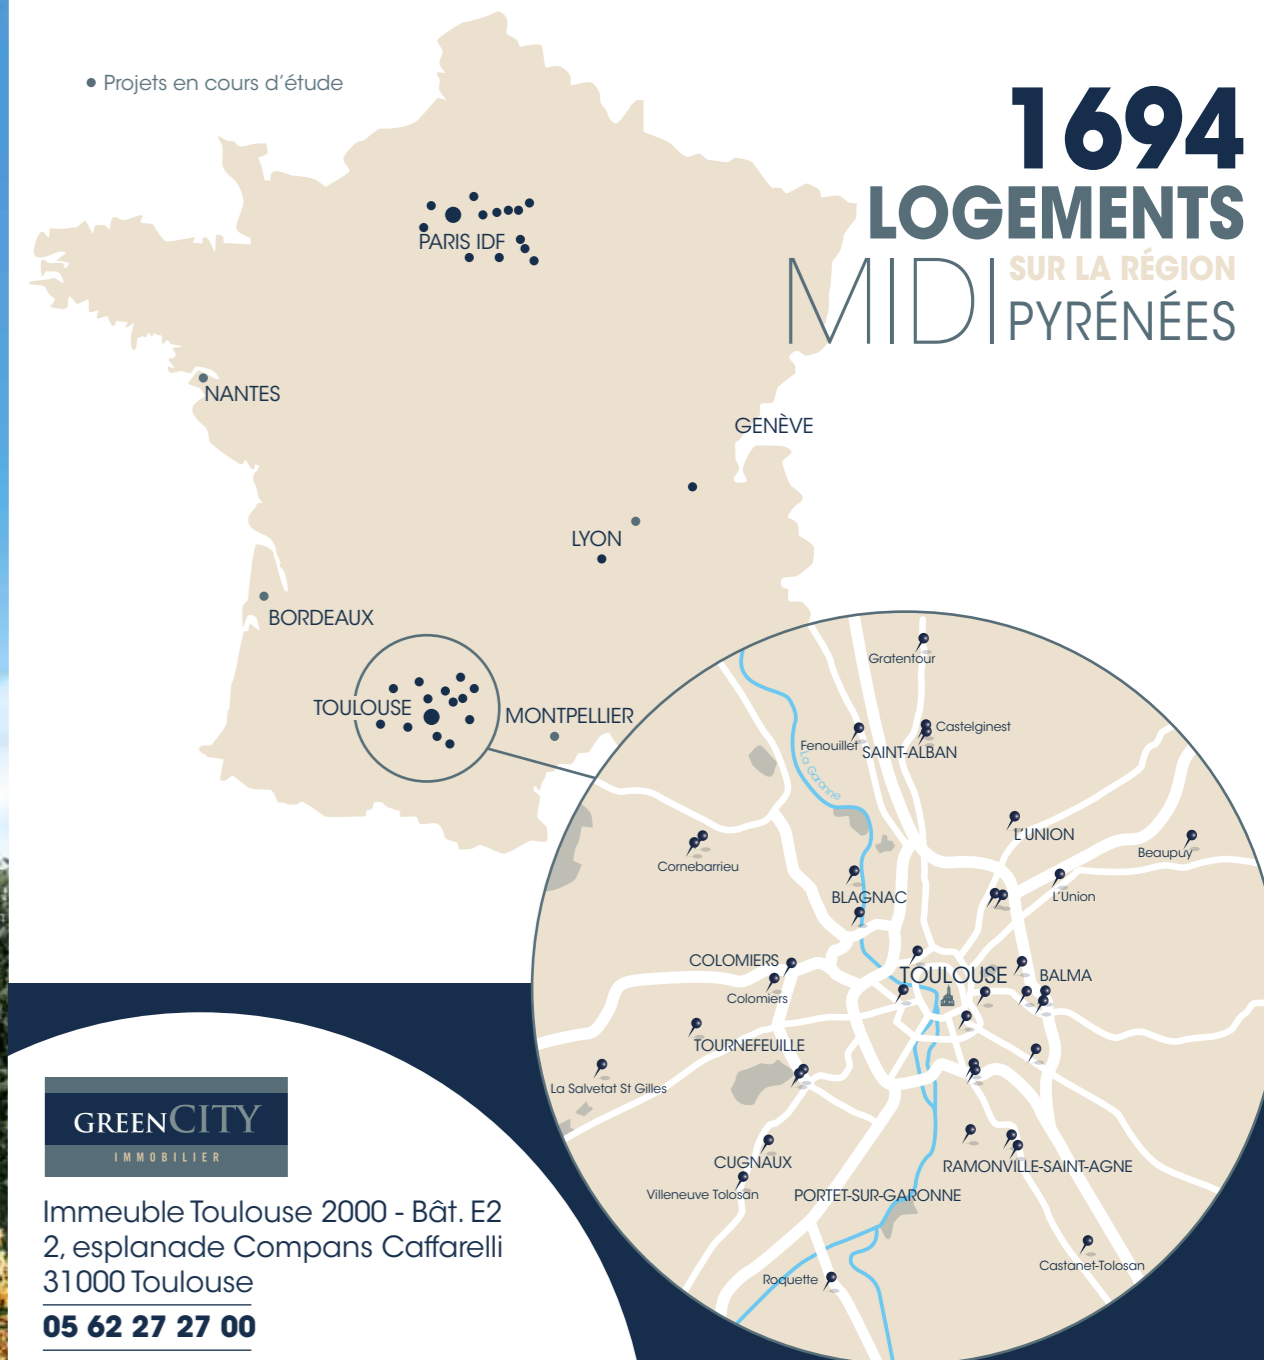 • Projets en cours d'étude
1694
LOGEMENTS
SUR LA RÉGION
MIDI PYRÉNÉES
PARIS IDF
NANTES
GENÈVE
LYON
BORDEAUX
TOULOUSE
MONTPELLIER
Gratentour
Castelginest
Fenouillet
SAINT-ALBAN
La Garonne
L'UNION
Beaupuy
Cornebarrieu
BLAGNAC
L'Union
COLOMIERS
TOULOUSE
BALMA
Colomiers
TOURNEFEUILLE
La Salvetat St Gilles
CUGNAUX
RAMONVILLE-SAINT-AGNE
Villeneuve Tolosan
PORTET-SUR-GARONNE
Castanet-Tolosan
Roquette
GREENCITY
IMMOBILIER
Immeuble Toulouse 2000 - Bât. E2
2, esplanade Compans Caffarelli
31000 Toulouse
05 62 27 27 00